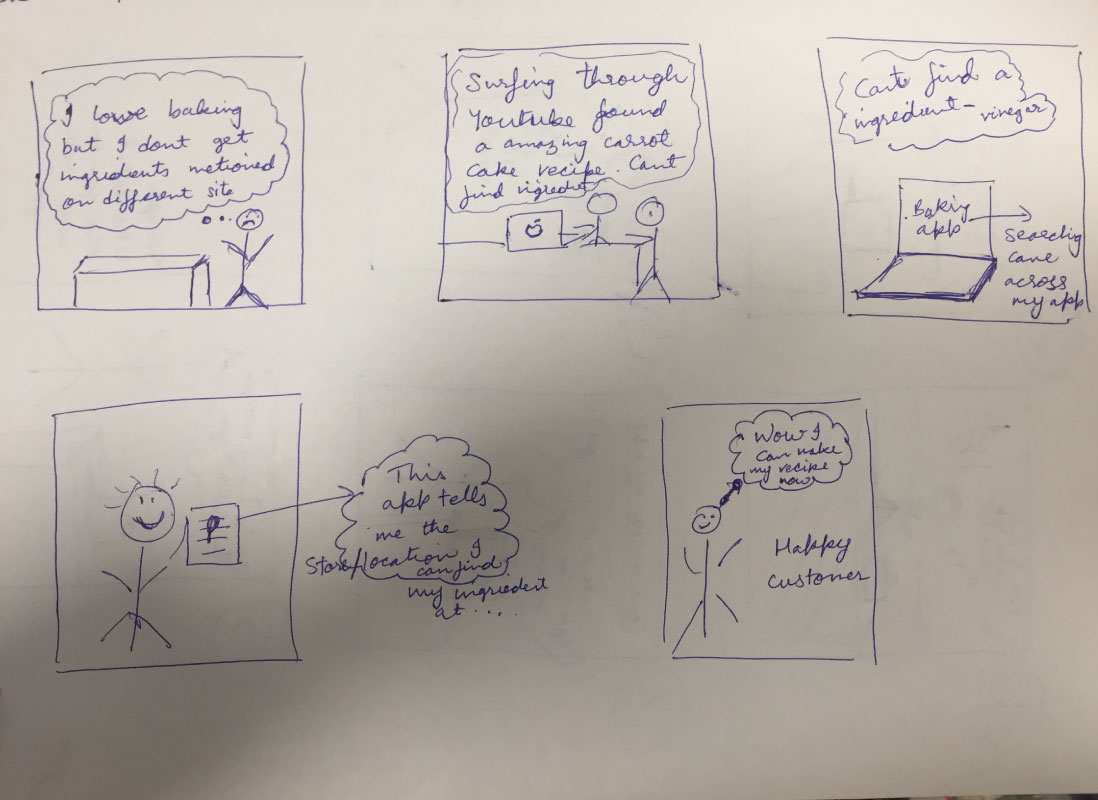 I love baking
but I dont get
ingridients metioned
on different site
Surfing through
Youtube found
a amazing carrot
cake recipe. Cant
find
Cant find a
ingredient - vinegar
Baking
app
Searching
came
across
my app
This
app tells
me the
Store/location I
can find
my ingredient
at ....
Wow I
can make
my recipe
now
Happy
customer